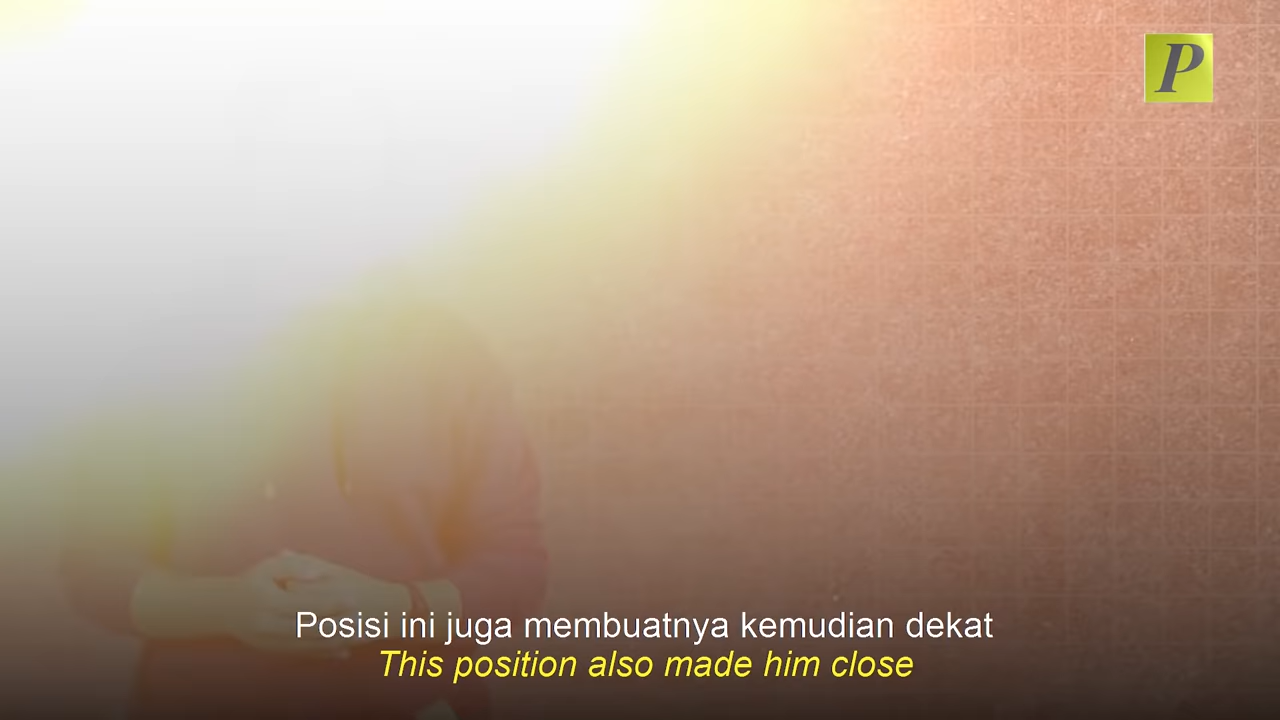 P
Posisi ini juga membuatnya kemudian dekat
This position also made him close